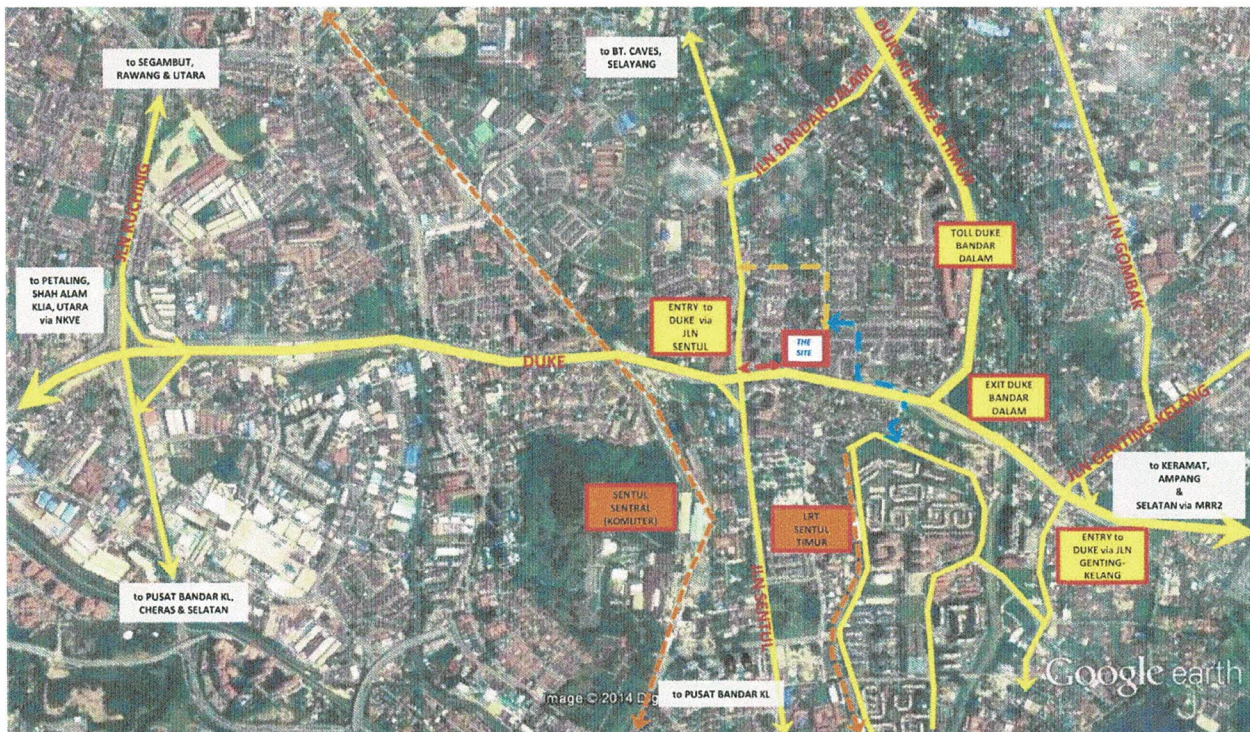 to SEGAMBUT,
RAWANG & UTARA
to BT. CAVES,
SELAYANG
DUKE KE MRR2 & TIMUR
JLN BANDAR DALAM
JLN KUCHING
JLN GOMBAK
TOLL DUKE
BANDAR
DALAM
to PETALING,
SHAH ALAM
KLIA, UTARA
via NKVE
ENTRY to
DUKE via
JLN
SENTUL
THE
SITE
DUKE
EXIT DUKE
BANDAR
DALAM
JLN GENTING-KELANG
to KERAMAT,
AMPANG
&
SELATAN via MRR2
SENTUL
SENTRAL
(KOMUTER)
LRT
SENTUL
TIMUR
ENTRY to
DUKE via JLN
GENTING-
KELANG
to PUSAT BANDAR KL,
CHERAS & SELATAN
JLN SENTUL
Google earth
Image © 2014
to PUSAT BANDAR KL